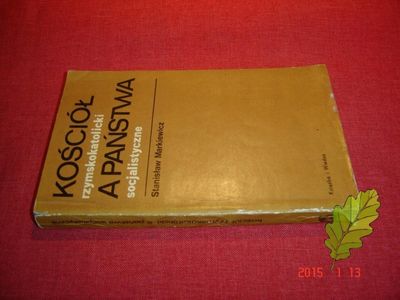 KOŚCIÓŁ
rzymskokatolicki
A PAŃSTWA
socjalistyczne
Stanisław Markiewicz
Książka i Wiedza
2015 1 13